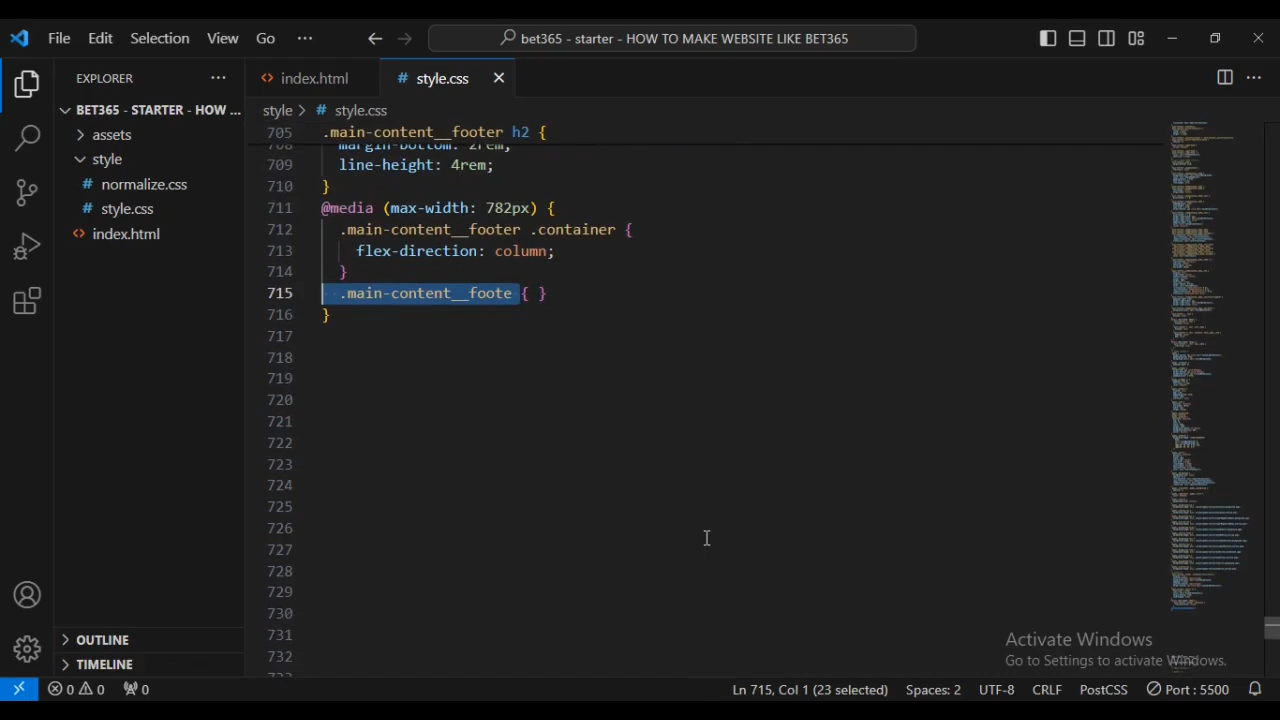 File Edit Selection View Go ··· bet365 - starter - HOW TO MAKE WEBSITE LIKE BET365
EXPLORER ···
index.html
# style.css
BET365 - STARTER - HOW ...
assets
style
# normalize.css
# style.css
index.html
style > # style.css
705 .main-content__footer h2 {
708 margin-bottom: 2rem;
709 line-height: 4rem;
710 }
711 @media (max-width: 782px) {
712 .main-content__footer .container {
713 flex-direction: column;
714 }
715 .main-content__foote { }
716 }
717
718
719
720
721
722
723
724
725
726
727
728
729
730
731
732
OUTLINE
TIMELINE
Activate Windows
Go to Settings to activate Windows.
0 0 0 Ln 715, Col 1 (23 selected) Spaces: 2 UTF-8 CRLF PostCSS Port : 5500